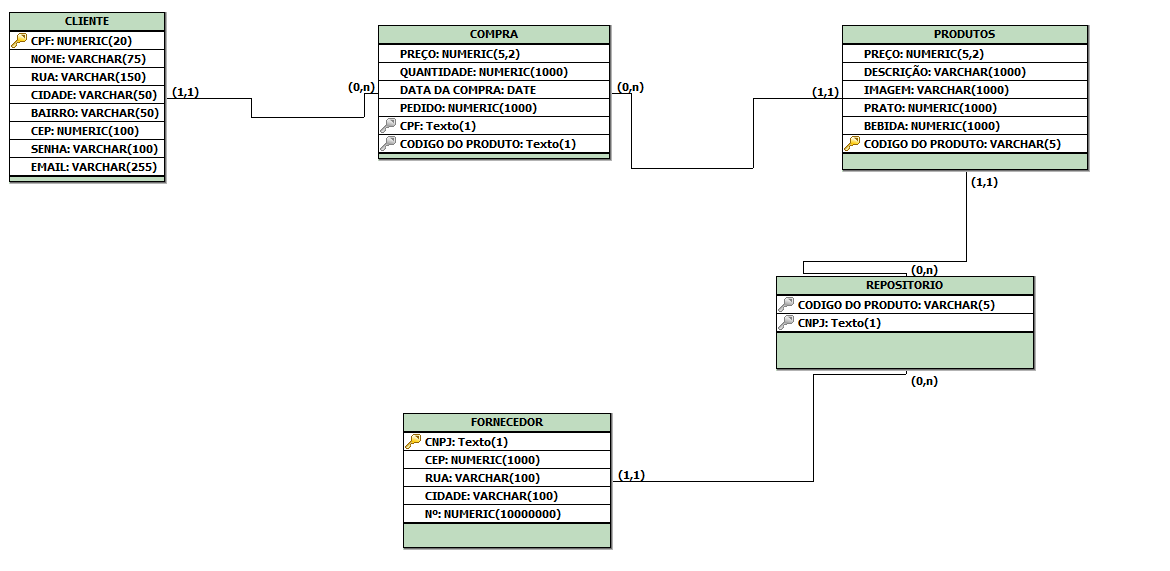 CLIENTE
CPF: NUMERIC(20)
NOME: VARCHAR(75)
RUA: VARCHAR(150)
CIDADE: VARCHAR(50)
BAIRRO: VARCHAR(50)
CEP: NUMERIC(100)
SENHA: VARCHAR(100)
EMAIL: VARCHAR(255)
(1,1)
(0,n)
COMPRA
PREÇO: NUMERIC(5,2)
QUANTIDADE: NUMERIC(1000)
DATA DA COMPRA: DATE
PEDIDO: NUMERIC(1000)
CPF: Texto(1)
CODIGO DO PRODUTO: Texto(1)
(0,n)
(1,1)
PRODUTOS
PREÇO: NUMERIC(5,2)
DESCRIÇÃO: VARCHAR(1000)
IMAGEM: VARCHAR(1000)
PRATO: NUMERIC(1000)
BEBIDA: NUMERIC(1000)
CODIGO DO PRODUTO: VARCHAR(5)
(1,1)
(0,n)
REPOSITORIO
CODIGO DO PRODUTO: VARCHAR(5)
CNPJ: Texto(1)
(0,n)
FORNECEDOR
CNPJ: Texto(1)
CEP: NUMERIC(1000)
RUA: VARCHAR(100)
CIDADE: VARCHAR(100)
Nº: NUMERIC(10000000)
(1,1)